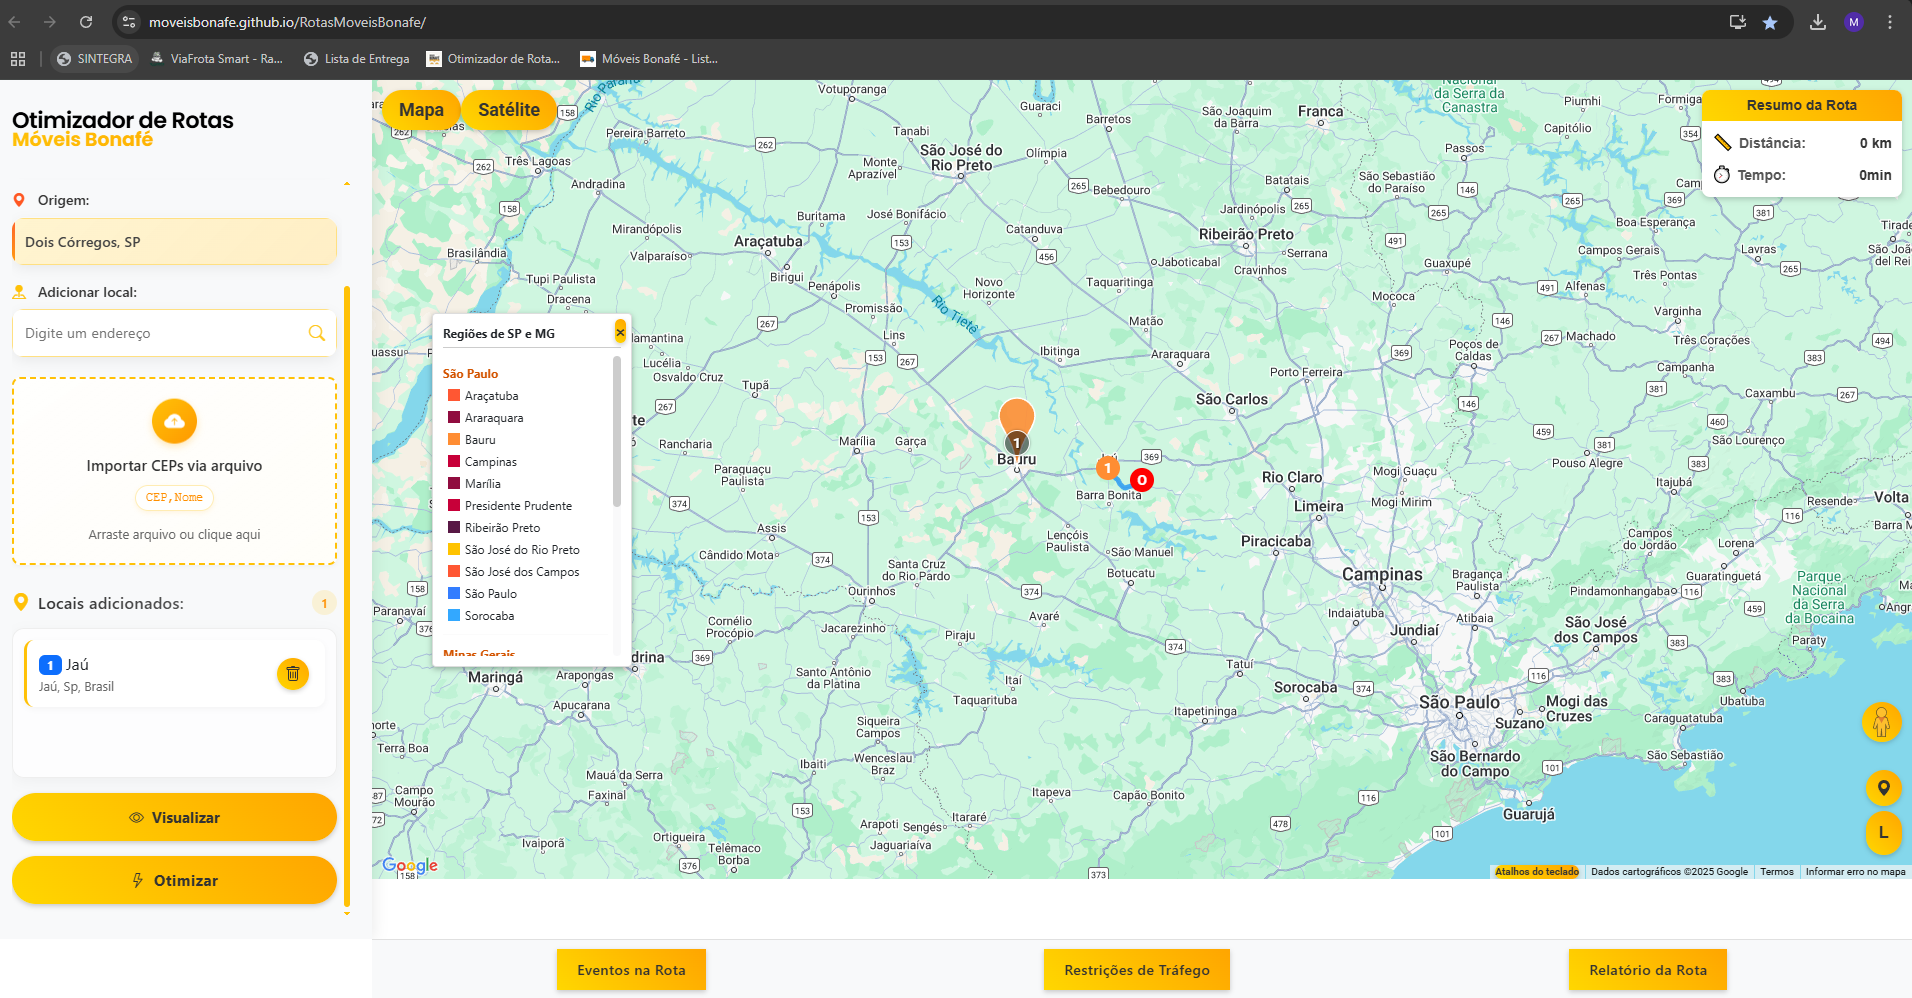 moveisbonafe.github.io/RotasMoveisBonafe/
M
SINTEGRA
ViaFrota Smart - Ra...
Lista de Entrega
Otimizador de Rota...
Móveis Bonafé - List...
Otimizador de Rotas
Móveis Bonafé
Origem:
Dois Córregos, SP
Adicionar local:
Digite um endereço
Importar CEPs via arquivo
CEP,Nome
Arraste arquivo ou clique aqui
Locais adicionados:
1
1 Jaú
Jaú, Sp, Brasil
Visualizar
Otimizar
Mapa
Satélite
Resumo da Rota
Distância: 0 km
Tempo: 0min
Regiões de SP e MG
×
São Paulo
Araçatuba
Araraquara
Bauru
Campinas
Marília
Presidente Prudente
Ribeirão Preto
São José do Rio Preto
São José dos Campos
São Paulo
Sorocaba
Minas Gerais
Rio Paraná
Votuporanga
Guaraci
São Joaquim
da Barra
Franca
Nacional
da Serra da
Canastra
Piumhi
Formiga
Capitólio
Pereira Barreto
Tanabi
Barretos
Três Lagoas
São José do
Rio Preto
Olímpia
Monte
Aprazível
Passos
Andradina
Bebedouro
Batatais
São Sebastião
do Paraíso
Alfenas
Buritama
José Bonifácio
Jardinópolis
Boa Esperança
Mirandópolis
Araçatuba
Catanduva
Ribeirão Preto
Campos Gerais
Lavras
Brasilândia
Valparaíso
Jaboticabal
Serrana
Cravinhos
Guaxupé
Três Pontas
Tupi Paulista
Birigui
Penápolis
Novo
Horizonte
Taquaritinga
Dracena
Promissão
Mococa
Varginha
Rio Tietê
Lins
Matão
Machado
Três Corações
Poços de
Caldas
Lucélia
Osvaldo Cruz
Ibitinga
Araraquara
Campanha
Tupã
Porto Ferreira
Caxambu
São Carlos
Marília
Garça
São Lourenço
Rancharia
1
Bauru
1
0
Barra Bonita
Paraguaçu
Paulista
Rio Claro
Mogi Guaçu
Mogi Mirim
Pouso Alegre
Itajubá
Resende
Volta
Limeira
Assis
Lençóis
Paulista
Piracicaba
Campos
do Jordão
Lorena
Cândido Mota
São Manuel
Botucatu
Santa Cruz
do Rio Pardo
Campinas
Bragança
Paulista
Guaratinguetá
Parque
Nacional
da Serra
da Bocaina
Pindamonhangaba
Ourinhos
Paranavaí
Avaré
Indaiatuba
Atibaia
Cornélio
Procópio
Jacarezinho
Piraju
Jundiaí
São José
dos Campos
Paraty
Tatuí
Santo Antônio
da Platina
Itaí
Taquarituba
Sorocaba
Maringá
Arapongas
Apucarana
Itapetininga
São Paulo
Mogi das
Cruzes
Suzano
Ubatuba
Caraguatatuba
Siqueira
Campos
Terra Boa
São Bernardo
do Campo
São Sebastião
Ibaiti
Wenceslau
Braz
Mauá da Serra
Faxinal
Campo
Mourão
Itapeva
Capão Bonito
Guarujá
Itararé
Arapoti
Sengés
Jaguariaíva
Ivaiporã
Ortigueira
Telêmaco
Borba
L
Google
Atalhos do teclado
Dados cartográficos ©2025 Google
Termos
Informar erro no mapa
Eventos na Rota
Restrições de Tráfego
Relatório da Rota